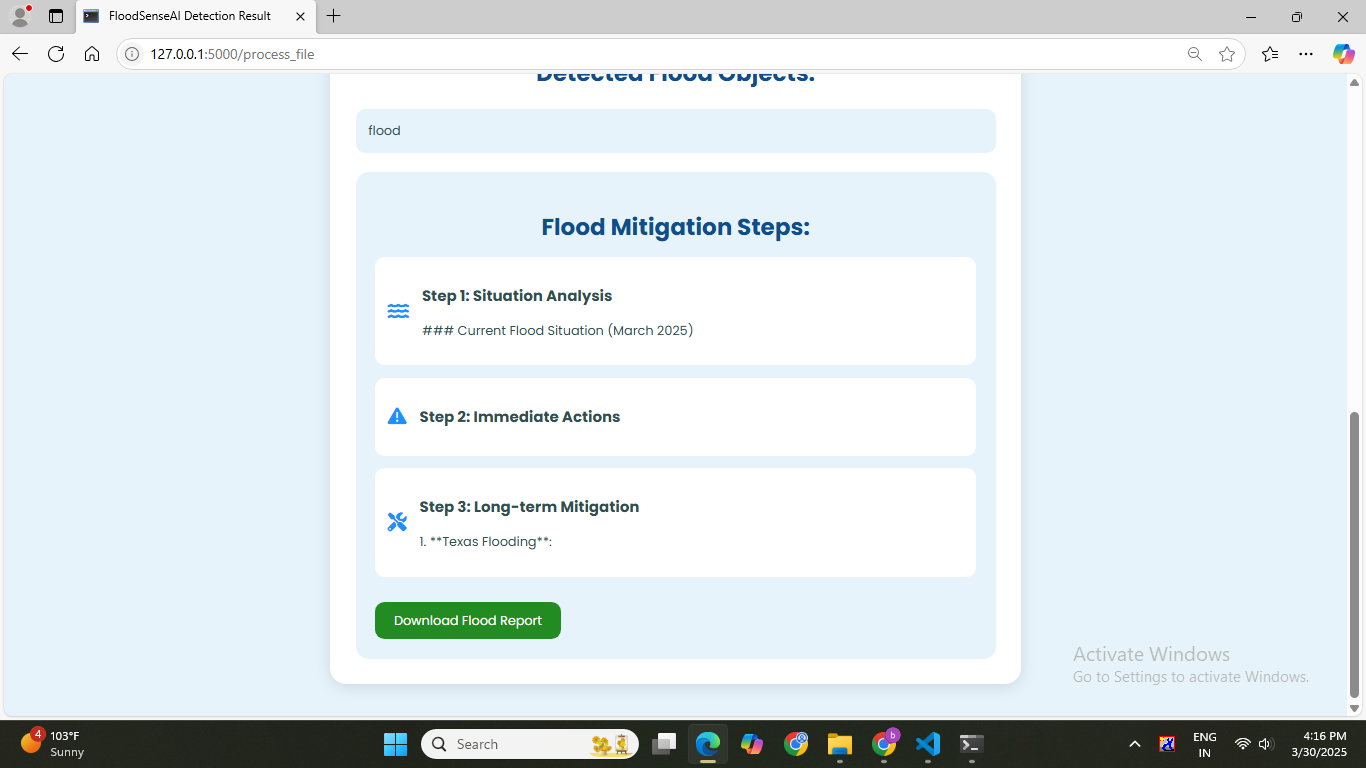 FloodSenseAI Detection Result
127.0.0.1:5000/process_file
Detected Flood Objects:
flood
Flood Mitigation Steps:
Step 1: Situation Analysis
### Current Flood Situation (March 2025)
Step 2: Immediate Actions
Step 3: Long-term Mitigation
1. **Texas Flooding**:
Download Flood Report
Activate Windows
Go to Settings to activate Windows.
4
103°F
Sunny
Search
b
ENG
IN
4:16 PM
3/30/2025